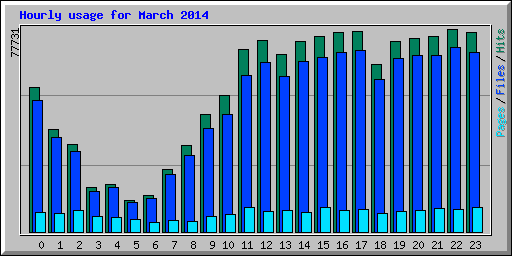 Hourly usage for March 2014
77731
Pages / Files / Hits
0 1 2 3 4 5 6 7 8 9 10 11 12 13 14 15 16 17 18 19 20 21 22 23